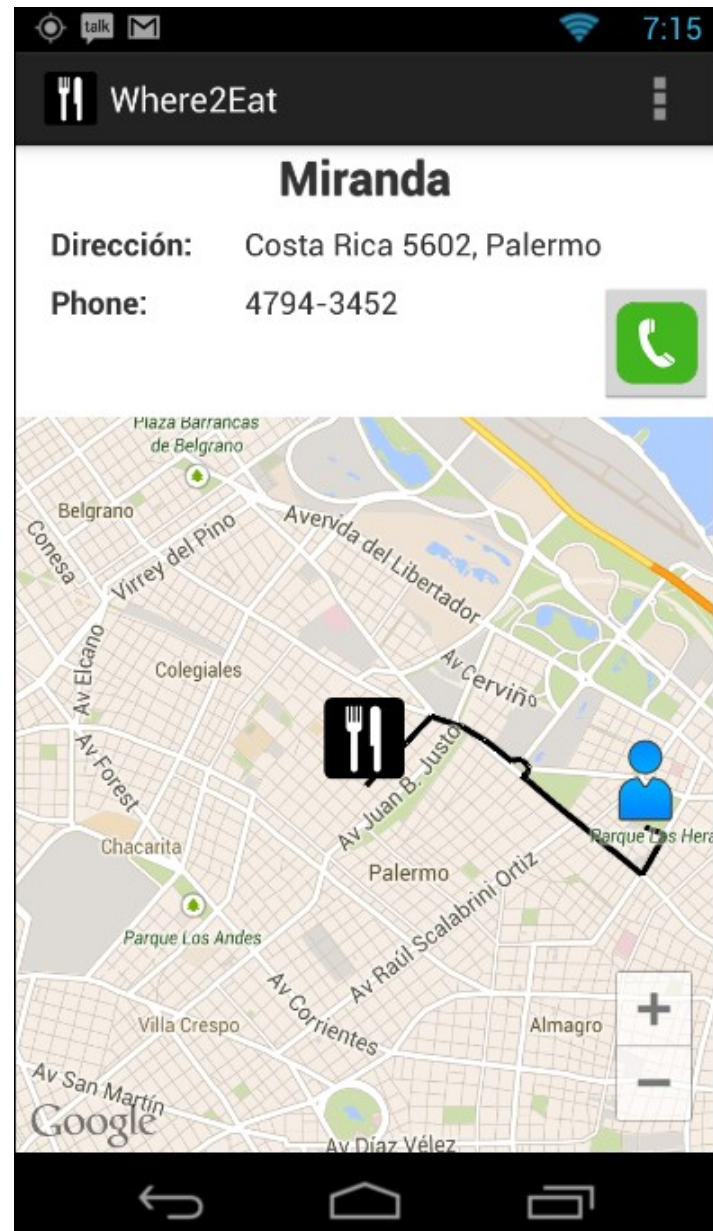 talk
7:15
Where2Eat
Miranda
Dirección: Costa Rica 5602, Palermo
Phone: 4794-3452
Plaza Barrancas
de Belgrano
Belgrano
Conesa
Virrey del Pino
Avenida del Libertador
Av Elcano
Colegiales
Av Cerviño
Av Forest
Av Juan B. Justo
Parque Las Hera
Chacarita
Palermo
Av Raúl Scalabrini Ortiz
Parque Los Andes
Av Corrientes
Villa Crespo
Almagro
+
−
Av San Martín
Google
Av Díaz Vélez